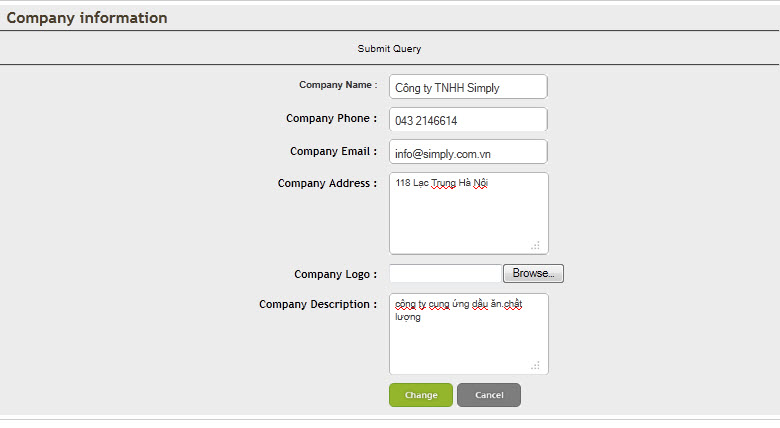 Company information
Submit Query
Company Name :
Công ty TNHH Simply
Company Phone :
043 2146614
Company Email :
info@simply.com.vn
Company Address :
118 Lạc Trung Hà Nội
Company Logo :
Browse...
Company Description :
công ty cung ứng dầu ăn.chất
lượng
Change Cancel